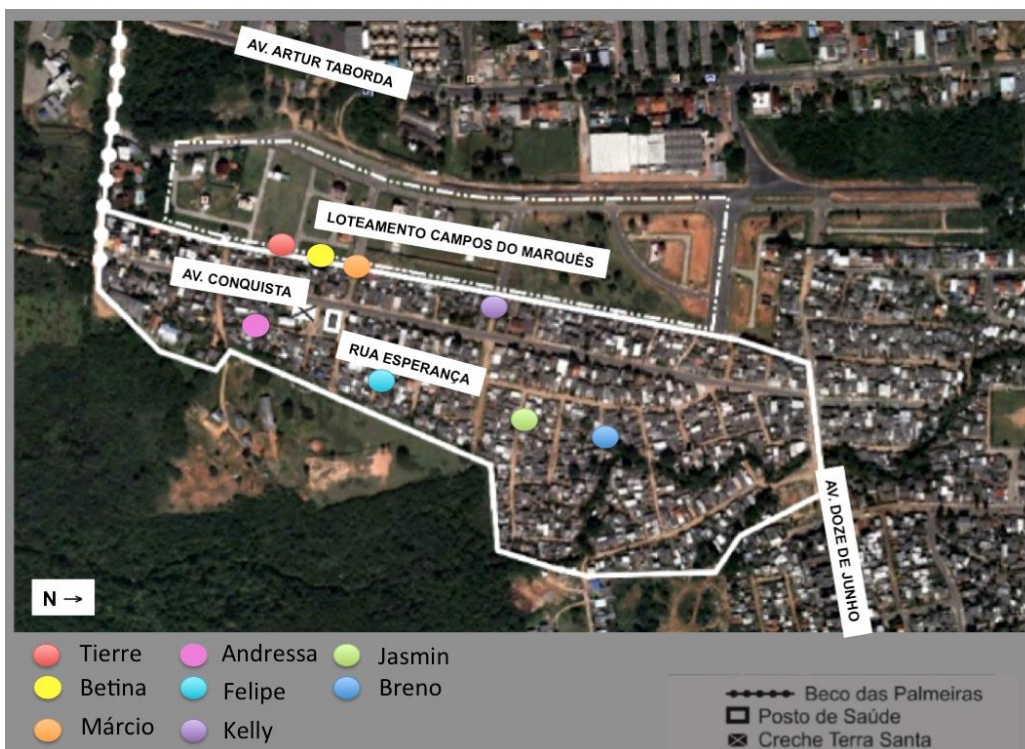 AV. ARTUR TABORDA
LOTEAMENTO CAMPOS DO MARQUÊS
AV. CONQUISTA
RUA ESPERANÇA
AV. DOZE DE JUNHO
N →
Tierre
Betina
Márcio
Andressa
Felipe
Kelly
Jasmin
Breno
Beco das Palmeiras
Posto de Saúde
Creche Terra Santa